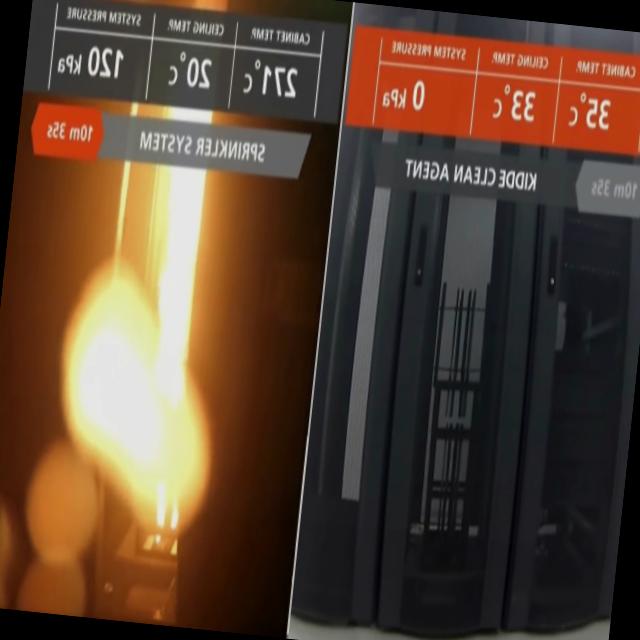 CABINET TEMP. CEILING TEMP. SYSTEM PRESSURE
35°C 33°C 0 kPa
10m 35s KIDDE CLEAN AGENT
CABINET TEMP. CEILING TEMP. SYSTEM PRESSURE
271°C 20°C 120 kPa
SPRINKLER SYSTEM 10m 35s